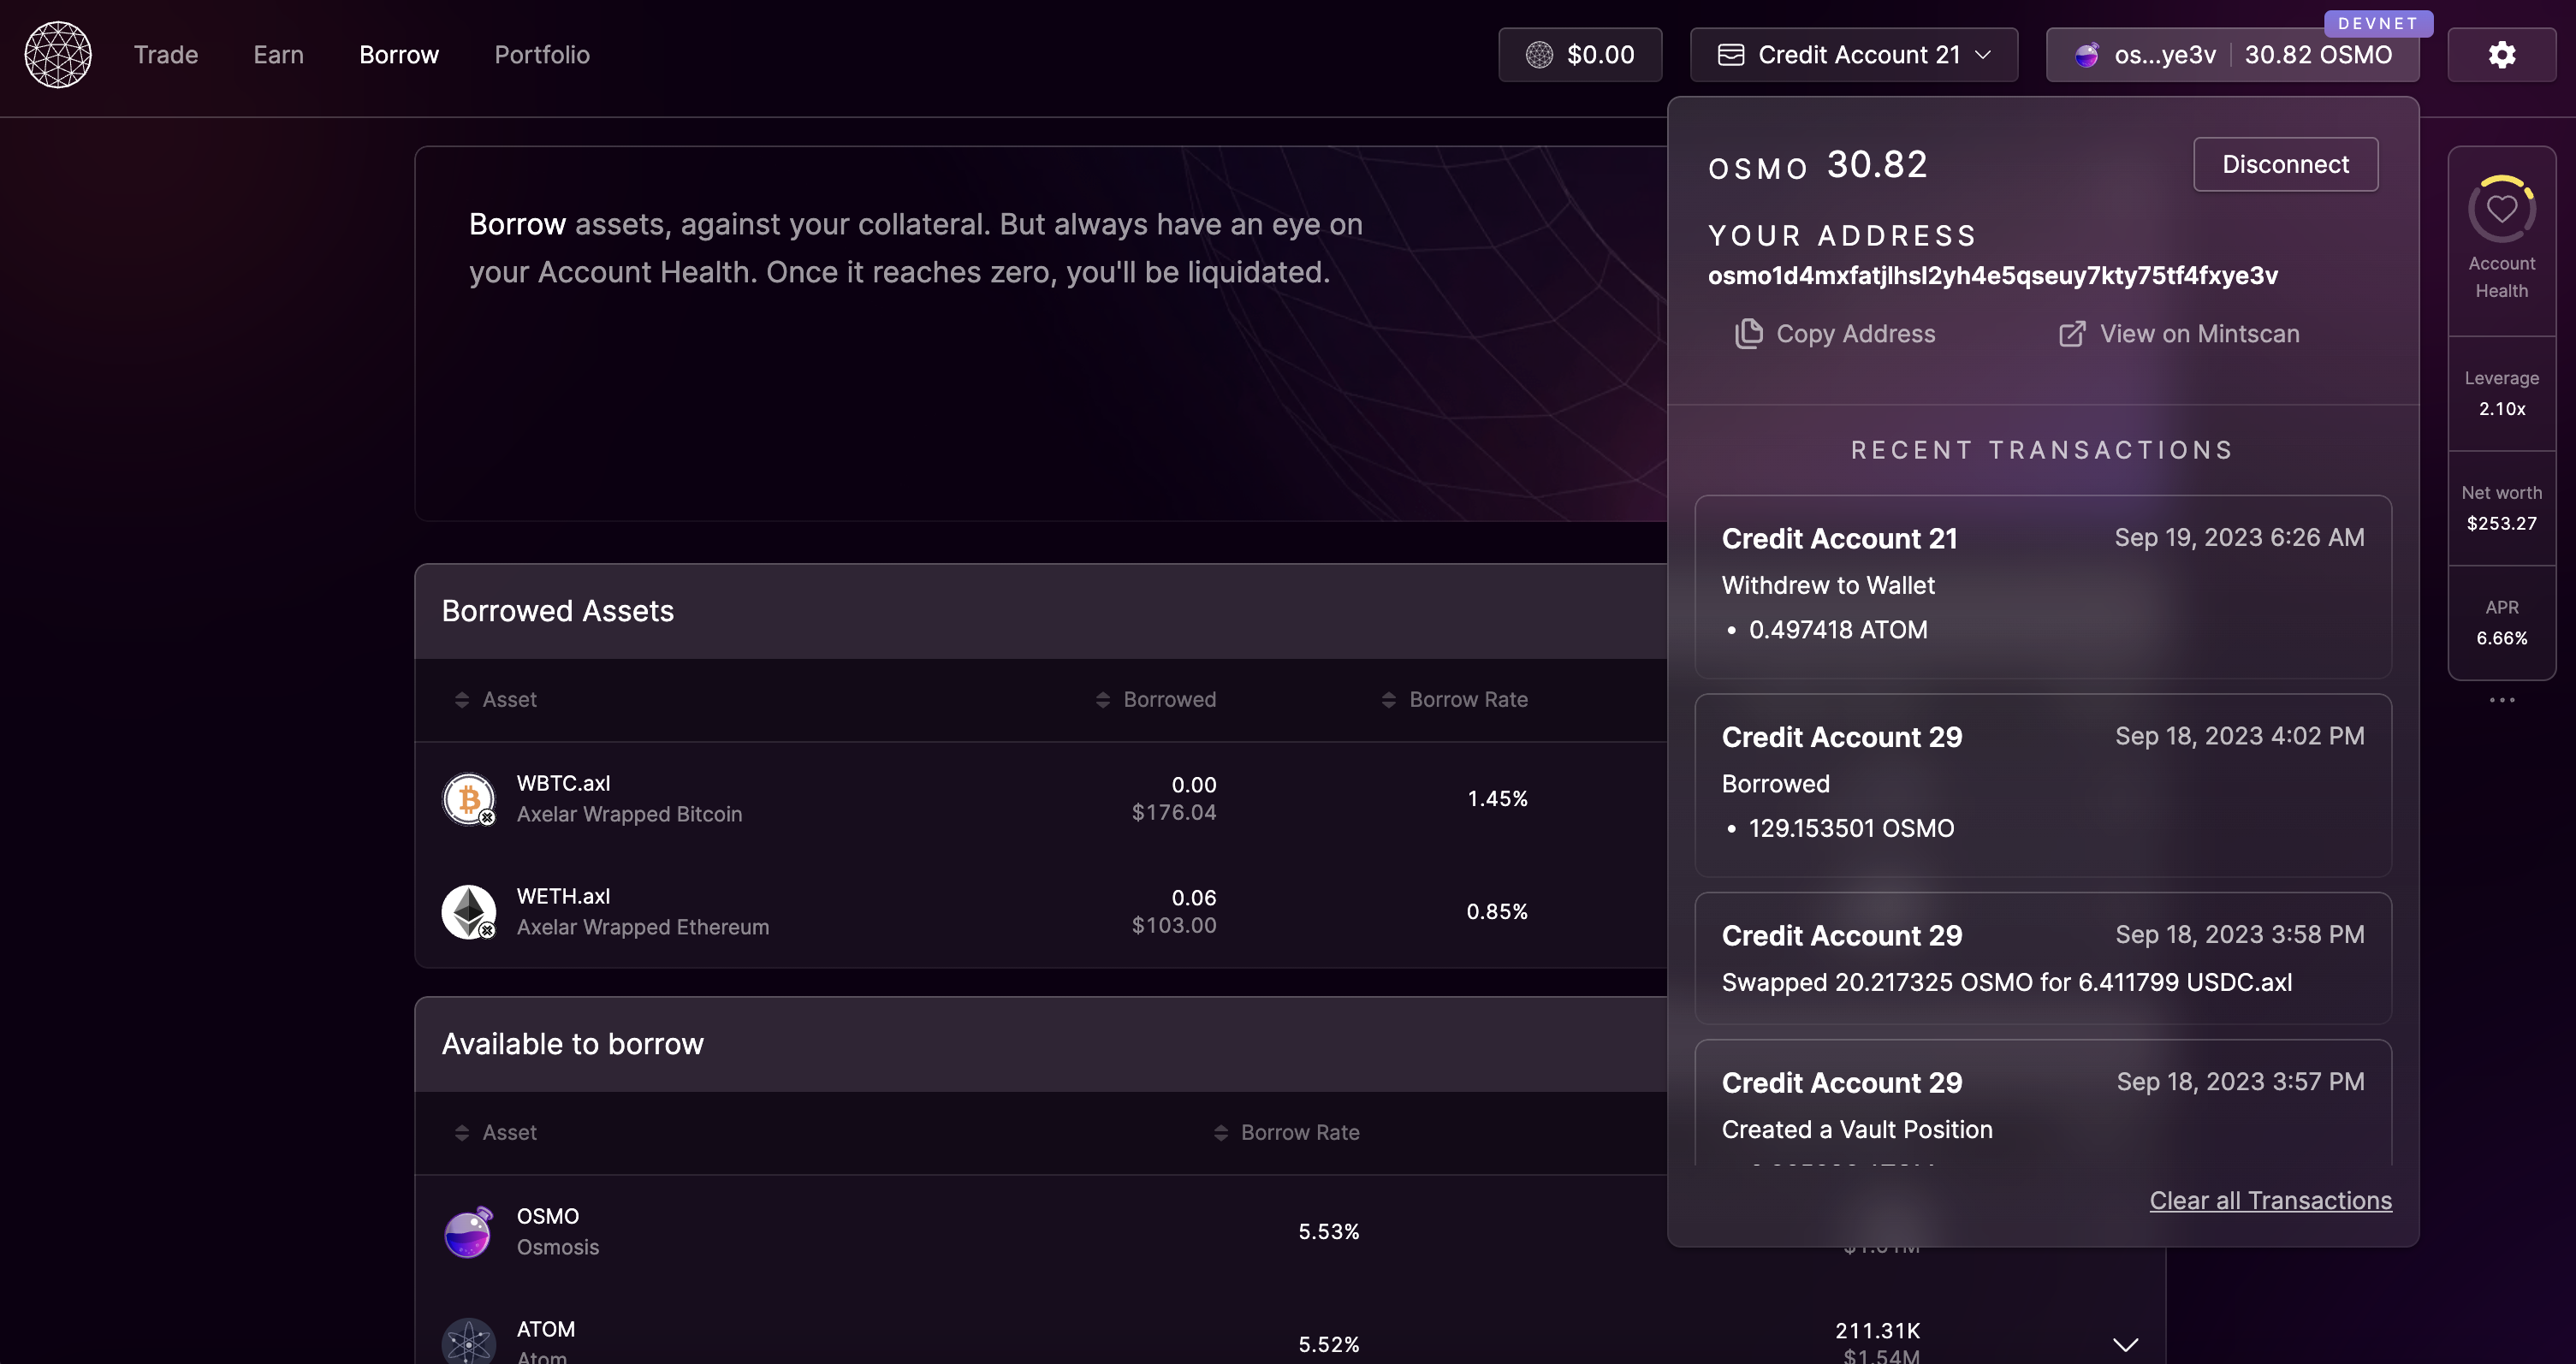 DEVNET
Trade Earn Borrow Portfolio $0.00 Credit Account 21 os...ye3v 30.82 OSMO
Borrow assets, against your collateral. But always have an eye on
your Account Health. Once it reaches zero, you'll be liquidated.
Borrowed Assets
Asset Borrowed Borrow Rate
WBTC.axl
Axelar Wrapped Bitcoin
0.00
$176.04
1.45%
WETH.axl
Axelar Wrapped Ethereum
0.06
$103.00
0.85%
Available to borrow
Asset Borrow Rate
OSMO
Osmosis
5.53%
ATOM
Atom
5.52%
211.31K
$1.54M
OSMO 30.82
Disconnect
YOUR ADDRESS
osmo1d4mxfatjlhsl2yh4e5qseuy7kty75tf4fxye3v
Copy Address View on Mintscan
RECENT TRANSACTIONS
Credit Account 21 Sep 19, 2023 6:26 AM
Withdrew to Wallet
• 0.497418 ATOM
Credit Account 29 Sep 18, 2023 4:02 PM
Borrowed
• 129.153501 OSMO
Credit Account 29 Sep 18, 2023 3:58 PM
Swapped 20.217325 OSMO for 6.411799 USDC.axl
Credit Account 29 Sep 18, 2023 3:57 PM
Created a Vault Position
Clear all Transactions
Account
Health
Leverage
2.10x
Net worth
$253.27
APR
6.66%